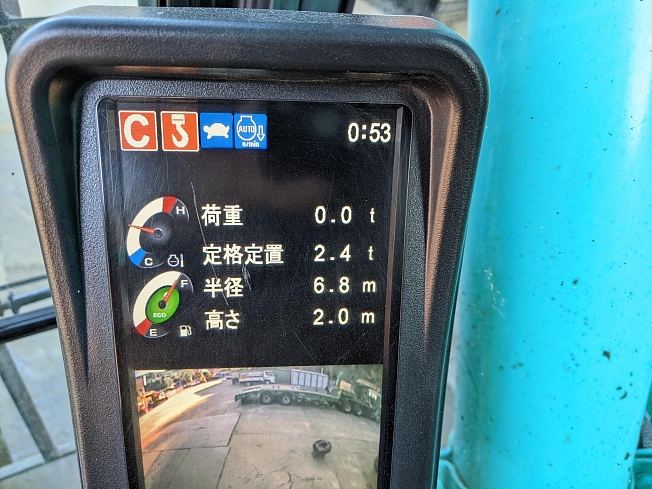 C AUTO n/min 0:53
H
C
荷重 0.0 t
定格定置 2.4 t
半径 6.8 m
高さ 2.0 m
F
ECO
E